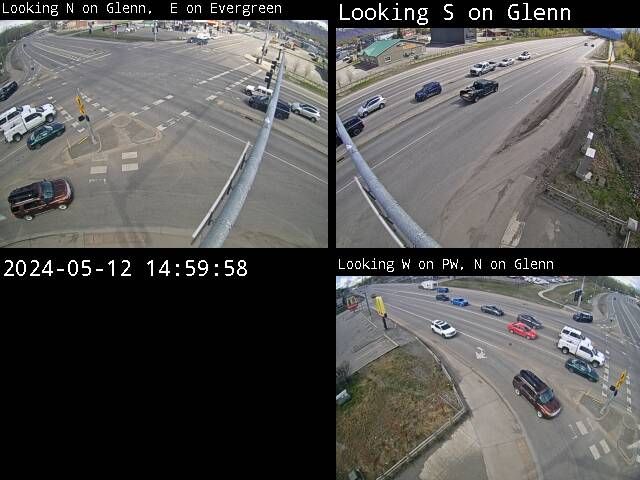 Looking N on Glenn,  E on Evergreen
Looking S on Glenn
2024-05-12 14:59:58
Looking W on PW, N on Glenn